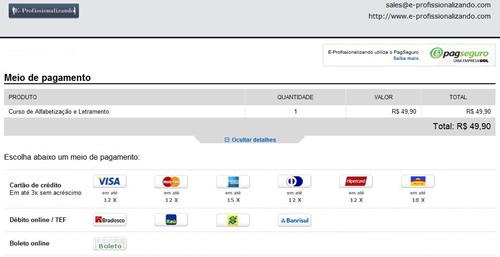 E-Profissionalizando
sales@e-profissionalizando.com
http://www.e-profissionalizando.com
E-Profissionalizando utiliza o PagSeguro
Saiba mais
pagseguro
UMA EMPRESA UOL
Meio de pagamento
PRODUTO QUANTIDADE VALOR TOTAL
Curso de Alfabetização e Letramento 1 R$ 49,90 R$ 49,90
Total: R$ 49,90
Ocultar detalhes
Escolha abaixo um meio de pagamento:
Cartão de crédito
Em até 3x sem acréscimo
VISA MasterCard Diners Hipercard
em até em até em até em até em até em até
12 X 12 X 15 X 12 X 12 X 18 X
Débito online / TEF Bradesco Itaú Banrisul
Boleto online Boleto